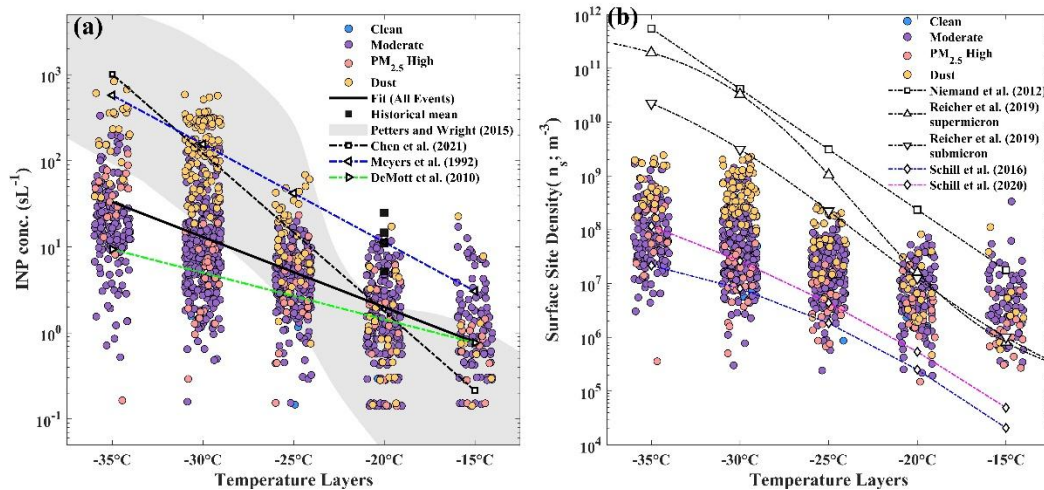 (a)
Clean
Moderate
PM2.5 High
Dust
Fit (All Events)
Historical mean
Petters and Wright (2015)
Chen et al. (2021)
Meyers et al. (1992)
DeMott et al. (2010)
INP conc. (sL-1)
10^3
10^2
10^1
10^0
10^-1
-35°C
-30°C
-25°C
-20°C
-15°C
Temperature Layers
(b)
Clean
Moderate
PM2.5 High
Dust
Niemand et al. (2012)
Reicher et al. (2019)
supermicron
Reicher et al. (2019)
submicron
Schill et al. (2016)
Schill et al. (2020)
Surface Site Density( ns; m-3)
10^12
10^11
10^10
10^9
10^8
10^7
10^6
10^5
10^4
-35°C
-30°C
-25°C
-20°C
-15°C
Temperature Layers